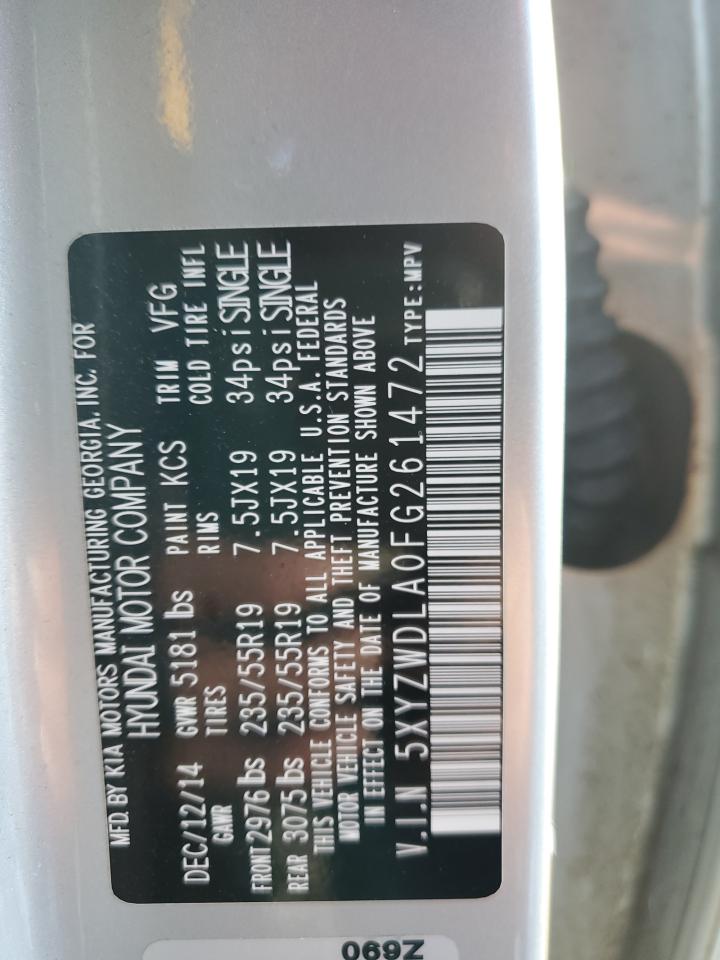 MFD. BY KIA MOTORS MANUFACTURING GEORGIA, INC. FOR
HYUNDAI MOTOR COMPANY
DEC/12/14 GVWR 5181 lbs PAINT KCS TRIM VFG
GAWR TIRES RIMS COLD TIRE INFL
FRONT 2976 lbs 235/55R19 7.5JX19 34psi SINGLE
REAR 3075 lbs 235/55R19 7.5JX19 34psi SINGLE
THIS VEHICLE CONFORMS TO ALL APPLICABLE U.S.A. FEDERAL
MOTOR VEHICLE SAFETY AND THEFT PREVENTION STANDARDS
IN EFFECT ON THE DATE OF MANUFACTURE SHOWN ABOVE
V.I.N 5XYZWDLA0FG261472 TYPE:MPV